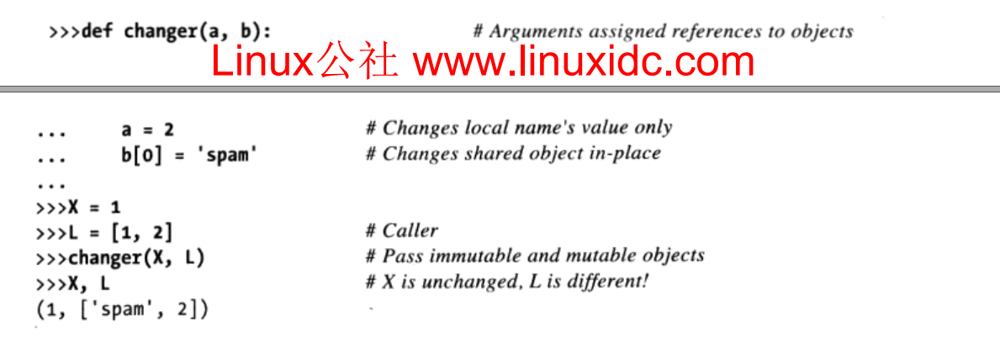 >>>def changer(a, b): # Arguments assigned references to objects
Linux公社 www.linuxidc.com
... a = 2 # Changes local name's value only
... b[0] = 'spam' # Changes shared object in-place
...
>>>X = 1
>>>L = [1, 2] # Caller
>>>changer(X, L) # Pass immutable and mutable objects
>>>X, L # X is unchanged, L is different!
(1, ['spam', 2])